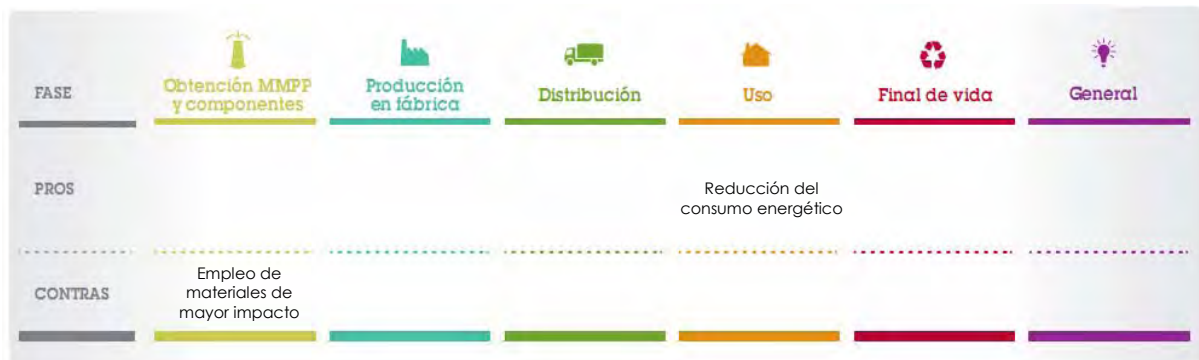 FASE
Obtención MMPP
y componentes
Producción
en fábrica
Distribución
Uso
Final de vida
General
PROS
Reducción del
consumo energético
CONTRAS
Empleo de
materiales de
mayor impacto